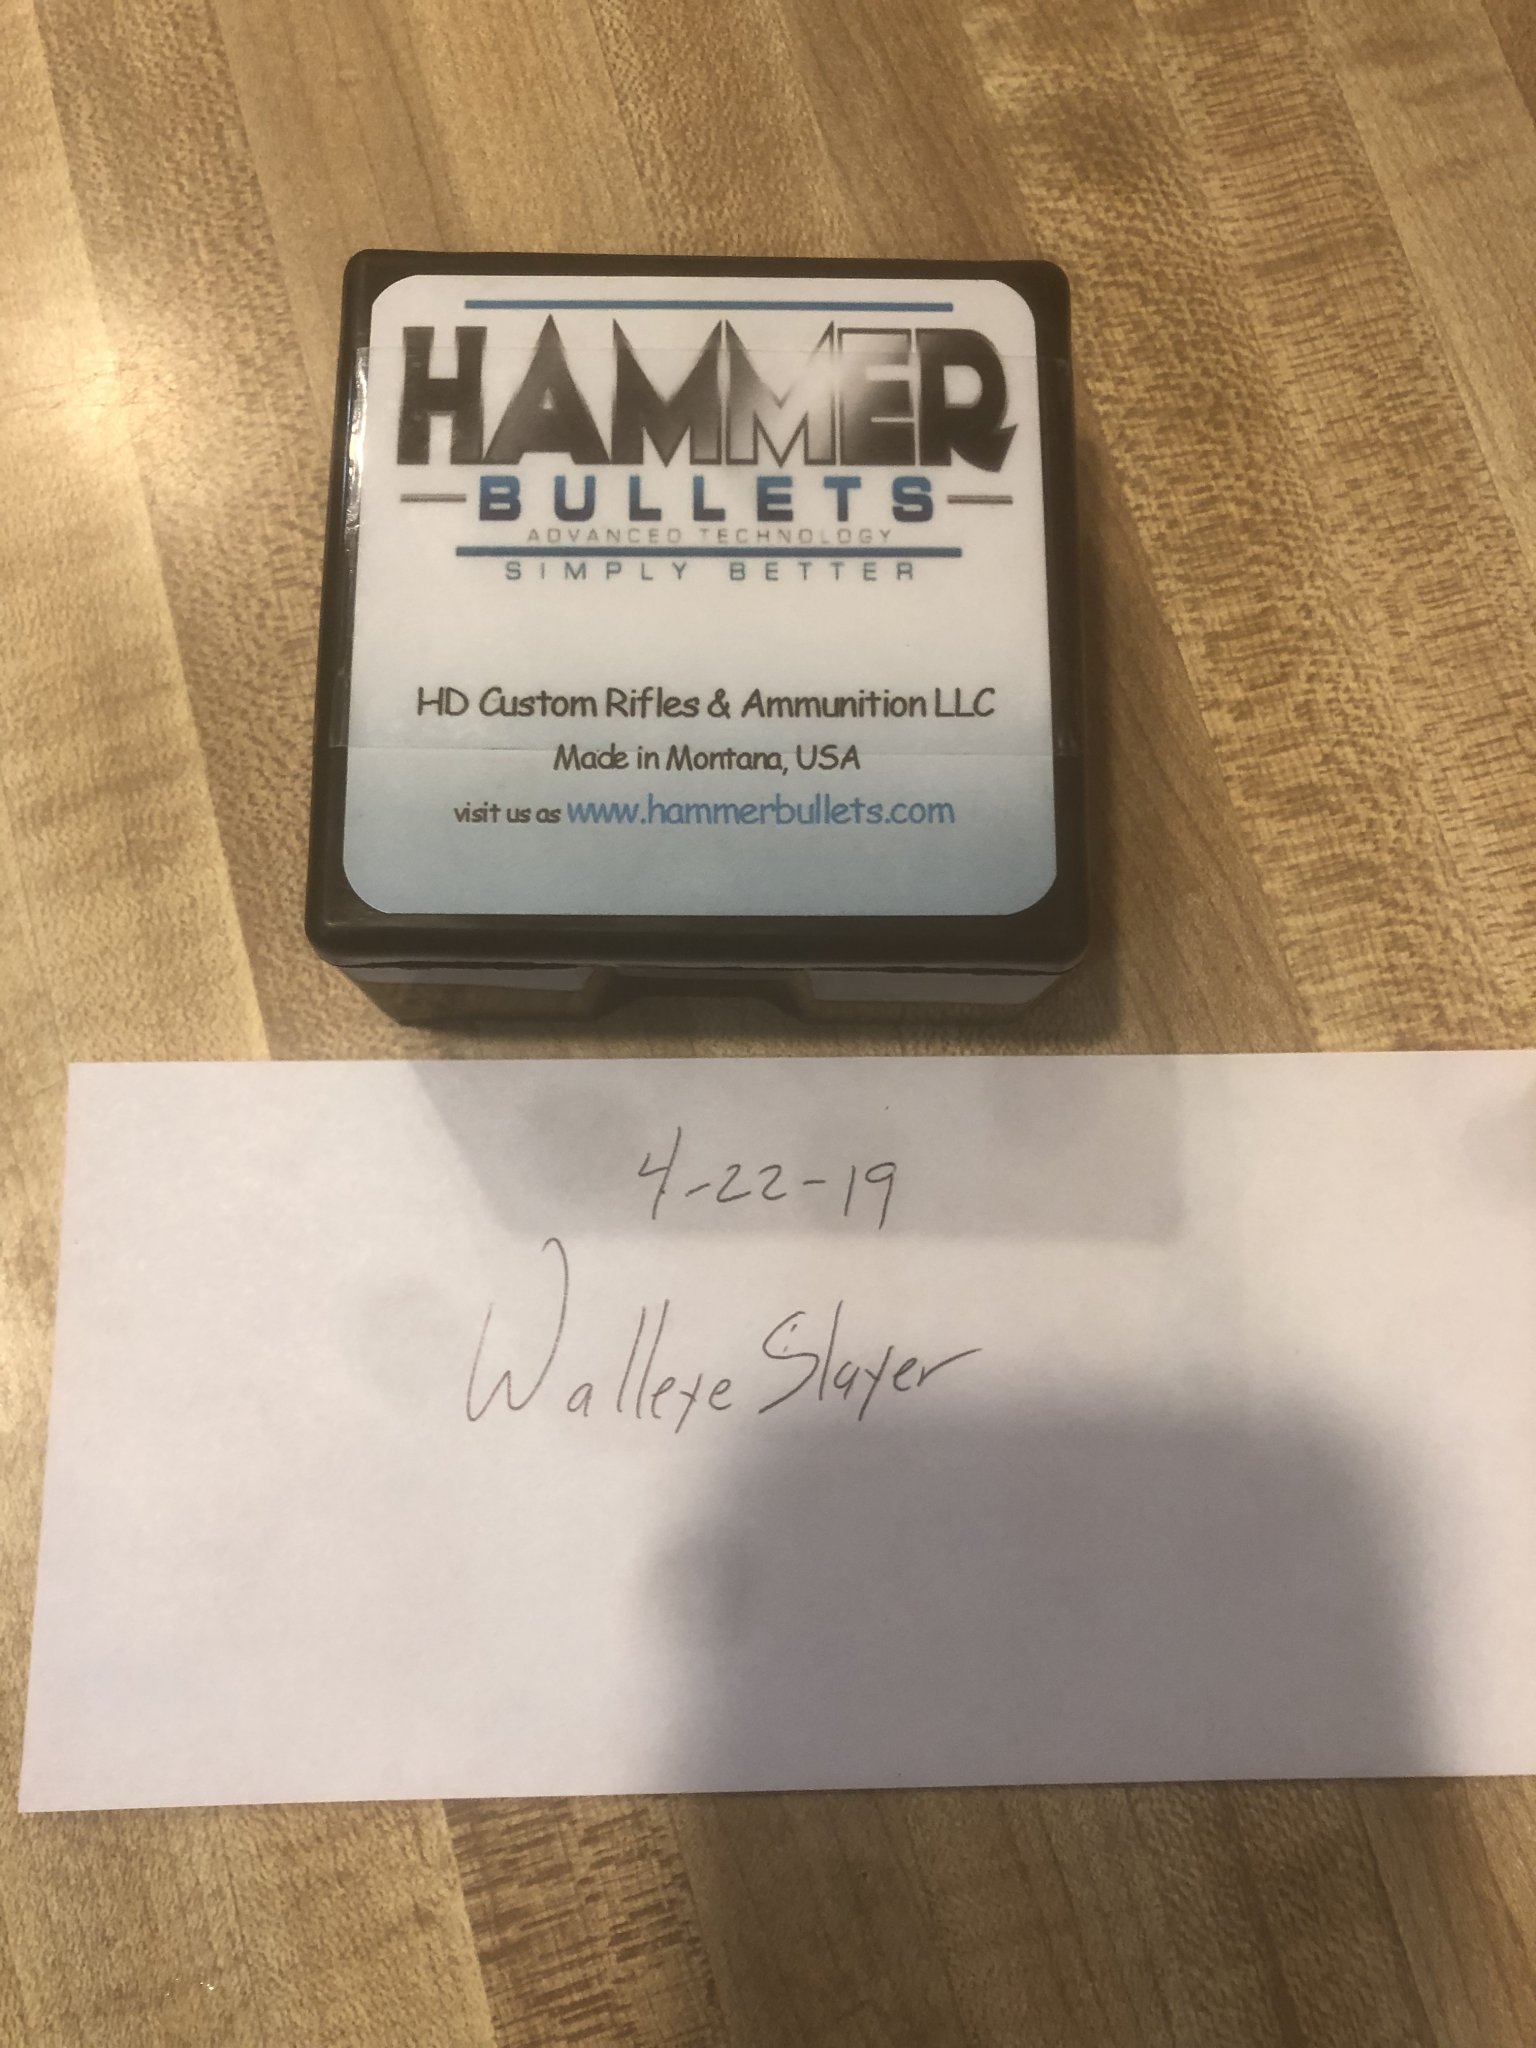 HAMMER
BULLETS
ADVANCED TECHNOLOGY
SIMPLY BETTER
HD Custom Rifles & Ammunition LLC
Made in Montana, USA
visit us as www.hammerbullets.com
4-22-19
Walleye Slayer